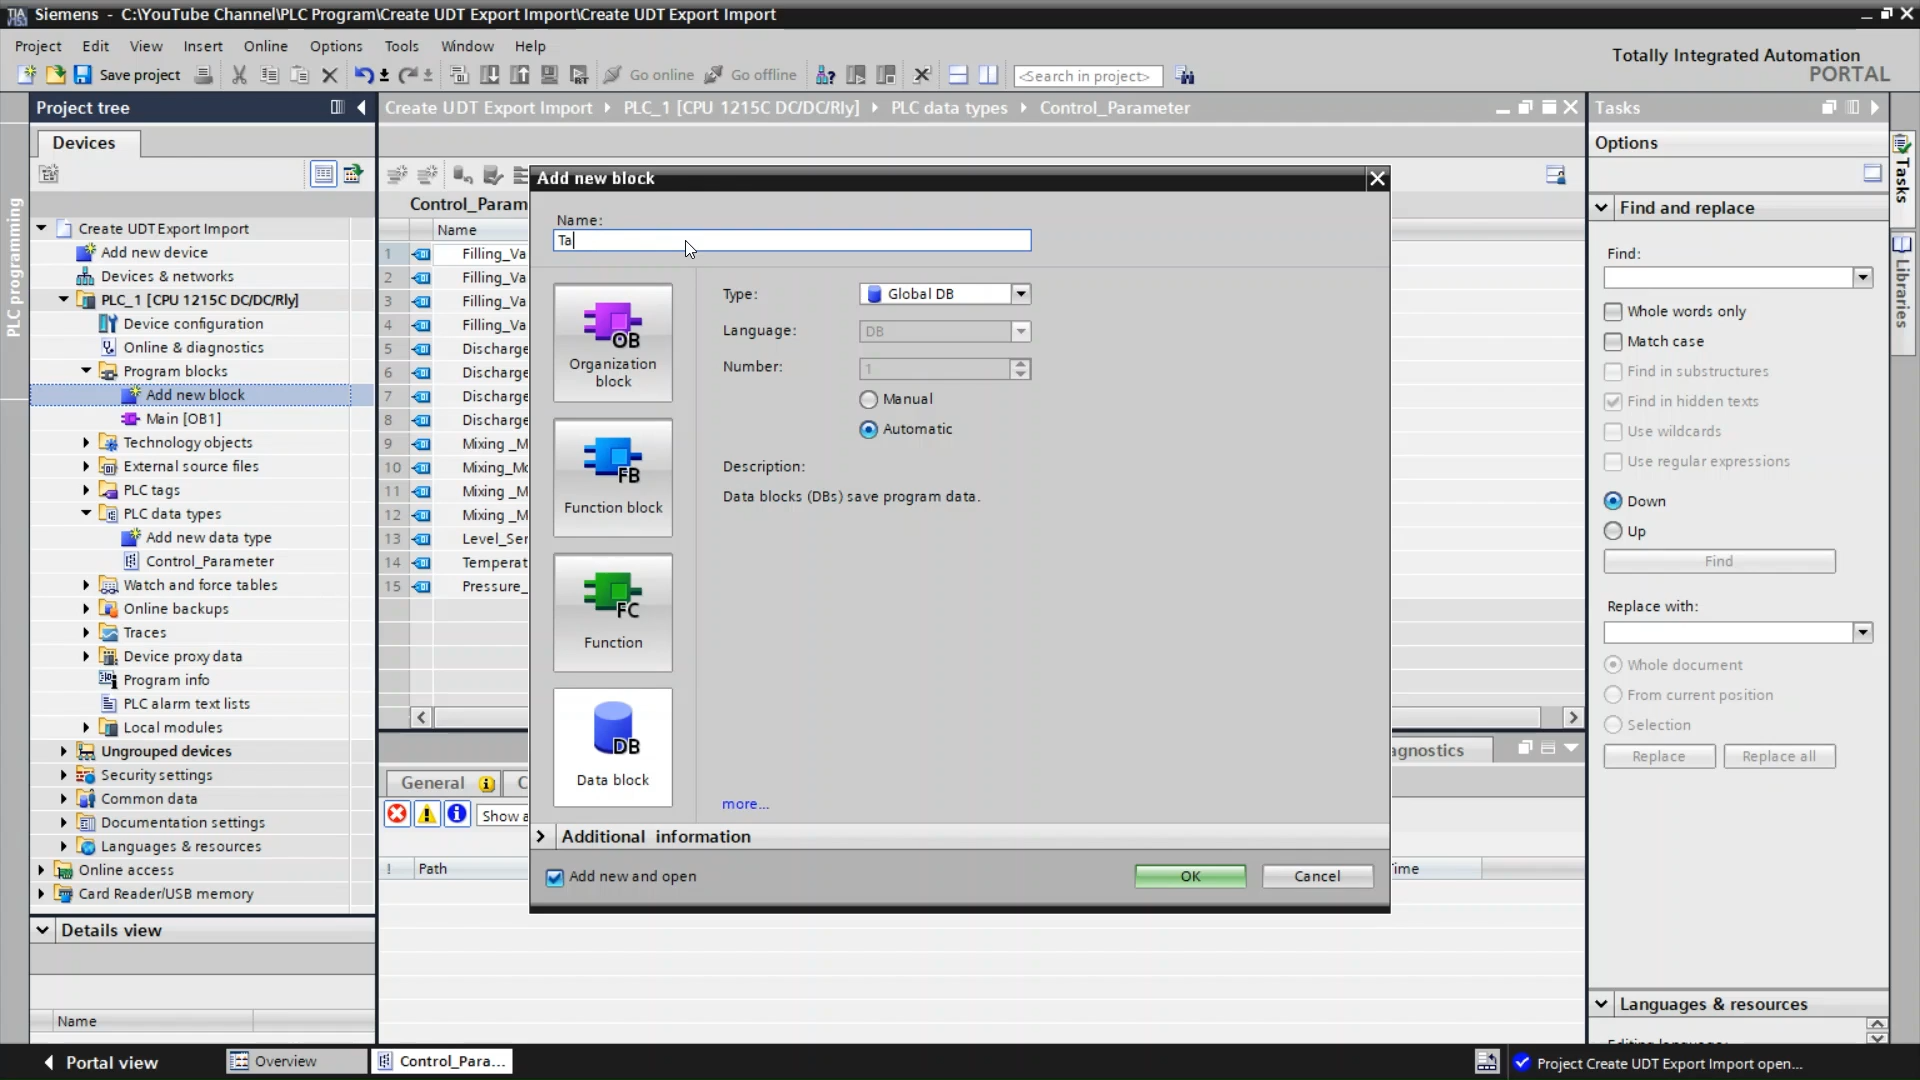 Siemens - C:\YouTube Channel\PLC Program\Create UDT Export Import\Create UDT Export Import
Project Edit View Insert Online Options Tools Window Help
Totally Integrated Automation
PORTAL
Save project
Go online
Go offline
<Search in project>
Project tree
Create UDT Export Import
PLC_1 [CPU 1215C DC/DC/Rly]
PLC data types
Control_Parameter
Tasks
Devices
Options
PLC programming
Tasks
Libraries
Create UDT Export Import
Add new device
Devices & networks
PLC_1 [CPU 1215C DC/DC/Rly]
Device configuration
Online & diagnostics
Program blocks
Add new block
Main [OB1]
Technology objects
External source files
PLC tags
PLC data types
Add new data type
Control_Parameter
Watch and force tables
Online backups
Traces
Device proxy data
Program info
PLC alarm text lists
Local modules
Ungrouped devices
Security settings
Common data
Documentation settings
Languages & resources
Online access
Card Reader/USB memory
Details view
Name
Control_Param
Name
1 Filling_Va
2 Filling_Va
3 Filling_Va
4 Filling_Va
5 Discharge
6 Discharge
7 Discharge
8 Discharge
9 Mixing _M
10 Mixing_Mo
11 Mixing _M
12 Mixing _M
13 Level_Ser
14 Temperat
15 Pressure_
General
C
agnostics
Show a
! Path
Time
Add new block
Name:
Ta
OB
Organization
block
FB
Function block
FC
Function
DB
Data block
Type: Global DB
Language: DB
Number: 1
Manual
Automatic
Description:
Data blocks (DBs) save program data.
more...
Additional information
Add new and open
OK
Cancel
Find and replace
Find:
Whole words only
Match case
Find in substructures
Find in hidden texts
Use wildcards
Use regular expressions
Down
Up
Find
Replace with:
Whole document
From current position
Selection
Replace
Replace all
Languages & resources
Editing language:
Portal view
Overview
Control_Para...
Project Create UDT Export Import open...